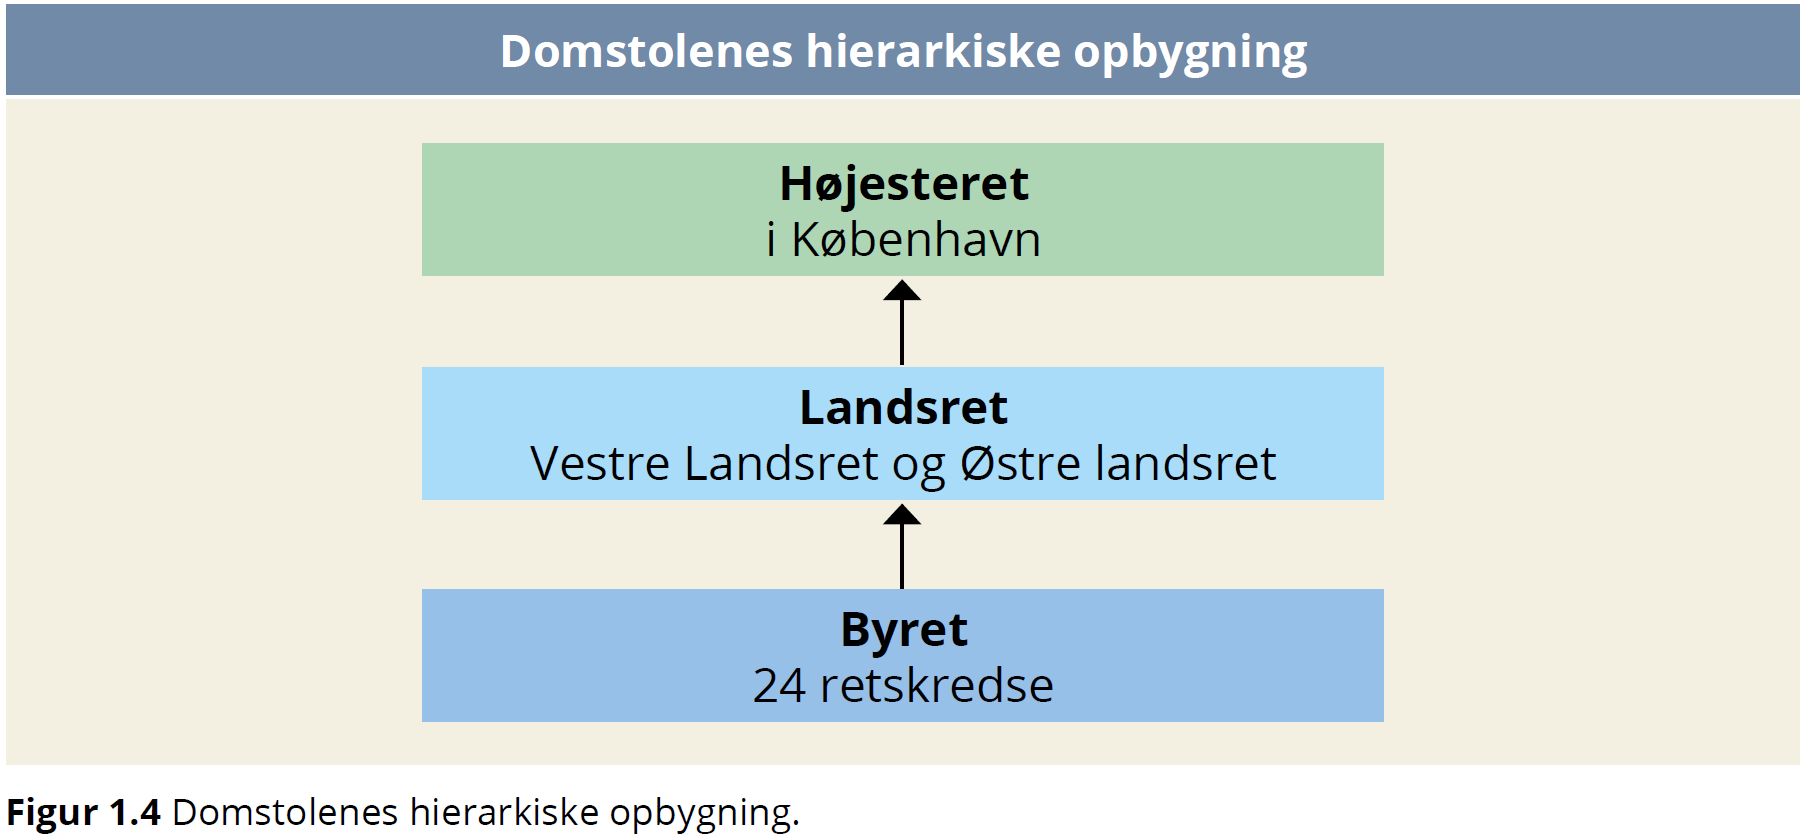 Domstolenes hierarkiske opbygning
Højesteret
i København
Landsret
Vestre Landsret og Østre landsret
Byret
24 retskredse
Figur 1.4 Domstolenes hierarkiske opbygning.